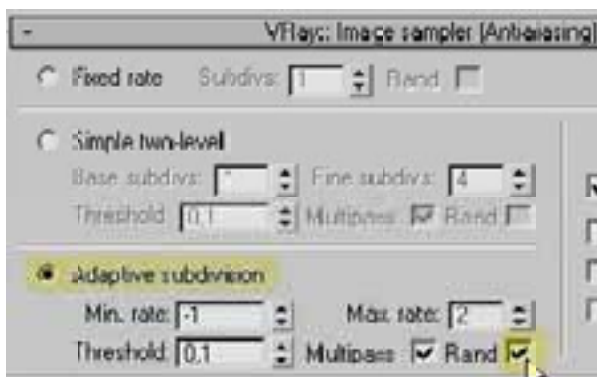 - VRay:: Image sampler (Antialiasing)
Fixed rate Subdivs: 1 Rand
Simple two-level
Base subdivs: Fine subdivs: 4
Threshold 0,1 Multipass Rand
Adaptive subdivision
Min. rate: -1 Max. rate: 2
Threshold: 0,1 Multipass Rand